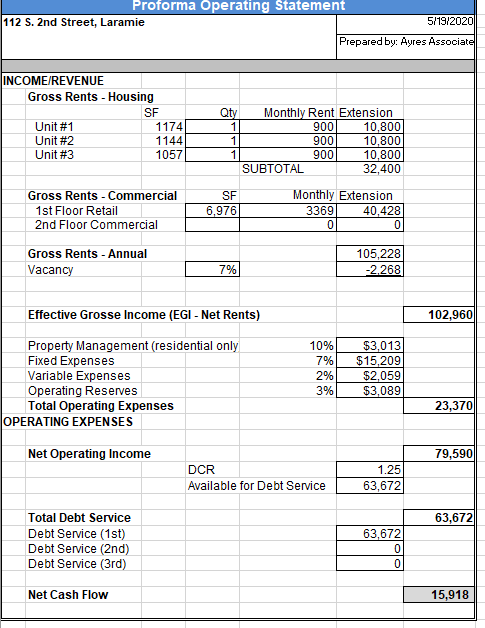 Proforma Operating Statement
112 S. 2nd Street, Laramie 5/19/2020
Prepared by: Ayres Associate
INCOME/REVENUE
Gross Rents - Housing
SF Qty Monthly Rent Extension
Unit #1 1174 1 900 10,800
Unit #2 1144 1 900 10,800
Unit #3 1057 1 900 10,800
SUBTOTAL 32,400
Gross Rents - Commercial SF Monthly Extension
1st Floor Retail 6,976 3369 40,428
2nd Floor Commercial 0 0
Gross Rents - Annual 105,228
Vacancy 7% -2,268
Effective Grosse Income (EGI - Net Rents) 102,960
Property Management (residential only 10% $3,013
Fixed Expenses 7% $15,209
Variable Expenses 2% $2,059
Operating Reserves 3% $3,089
Total Operating Expenses 23,370
OPERATING EXPENSES
Net Operating Income 79,590
DCR 1.25
Available for Debt Service 63,672
Total Debt Service 63,672
Debt Service (1st) 63,672
Debt Service (2nd) 0
Debt Service (3rd) 0
Net Cash Flow 15,918